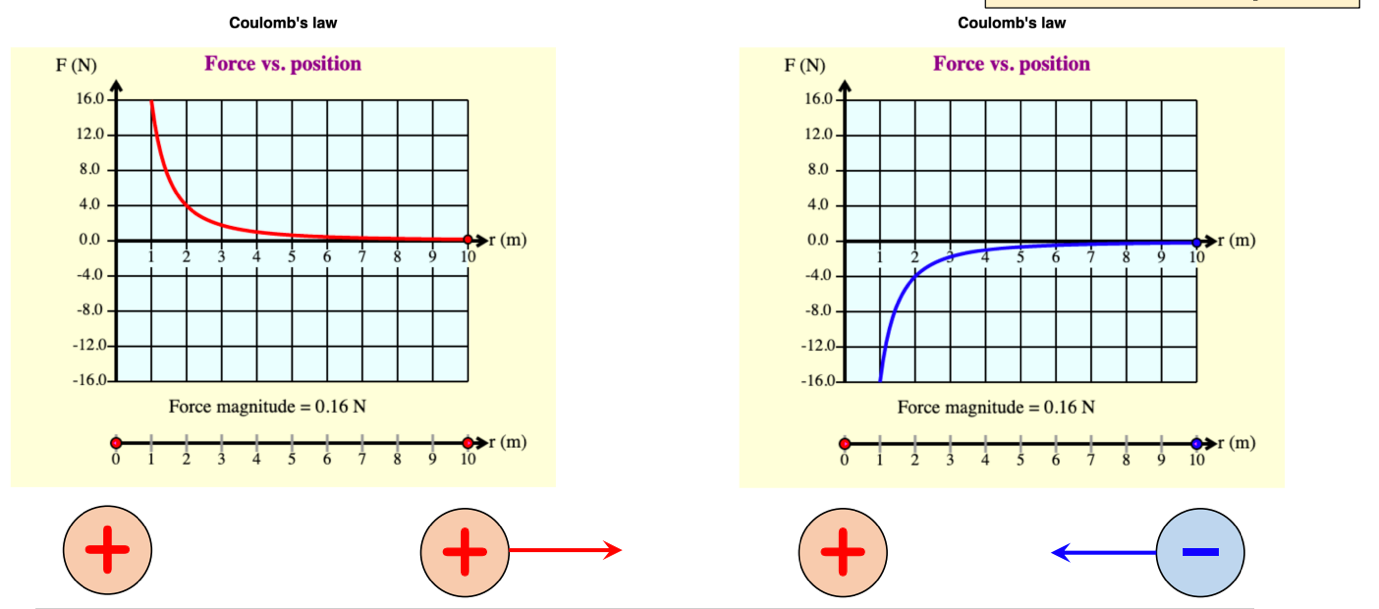 Coulomb's law
F (N)
Force vs. position
16.0
12.0
8.0
4.0
0.0
-4.0
-8.0
-12.0
-16.0
1 2 3 4 5 6 7 8 9 10
r (m)
Force magnitude = 0.16 N
0 1 2 3 4 5 6 7 8 9 10
r (m)
+ +
Coulomb's law
F (N)
Force vs. position
16.0
12.0
8.0
4.0
0.0
-4.0
-8.0
-12.0
-16.0
1 2 3 4 5 6 7 8 9 10
r (m)
Force magnitude = 0.16 N
0 1 2 3 4 5 6 7 8 9 10
r (m)
+ −